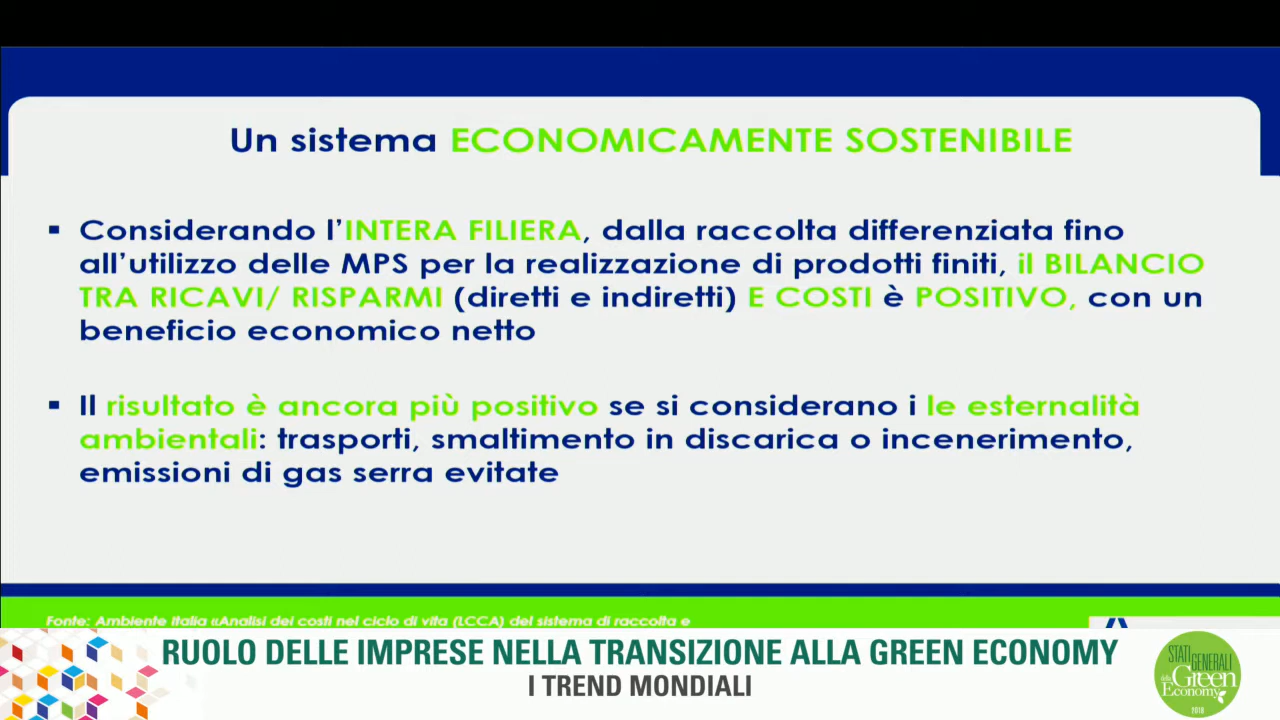 Un sistema ECONOMICAMENTE SOSTENIBILE
▪ Considerando l’INTERA FILIERA, dalla raccolta differenziata fino
all’utilizzo delle MPS per la realizzazione di prodotti finiti, il BILANCIO
TRA RICAVI/ RISPARMI (diretti e indiretti) E COSTI è POSITIVO, con un
beneficio economico netto
▪ Il risultato è ancora più positivo se si considerano i le esternalità
ambientali: trasporti, smaltimento in discarica o incenerimento,
emissioni di gas serra evitate
Fonte: Ambiente Italia «Analisi dei costi nel ciclo di vita (LCCA) del sistema di raccolta e
RUOLO DELLE IMPRESE NELLA TRANSIZIONE ALLA GREEN ECONOMY
I TREND MONDIALI
STATI
GENERALI
della Green
Economy
2018